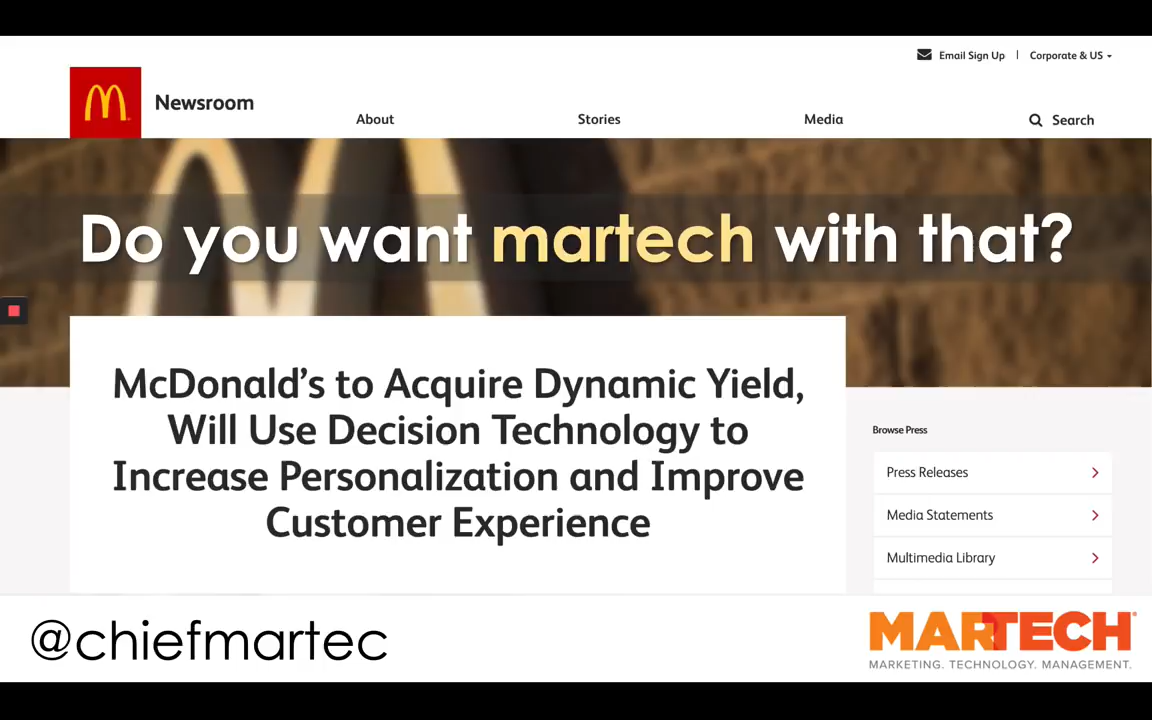 Email Sign Up | Corporate & US
Newsroom
About Stories Media Search
Do you want martech with that?
McDonald's to Acquire Dynamic Yield,
Will Use Decision Technology to
Increase Personalization and Improve
Customer Experience
Browse Press
Press Releases
Media Statements
Multimedia Library
@chiefmartec
MARTECH®
MARKETING. TECHNOLOGY. MANAGEMENT.